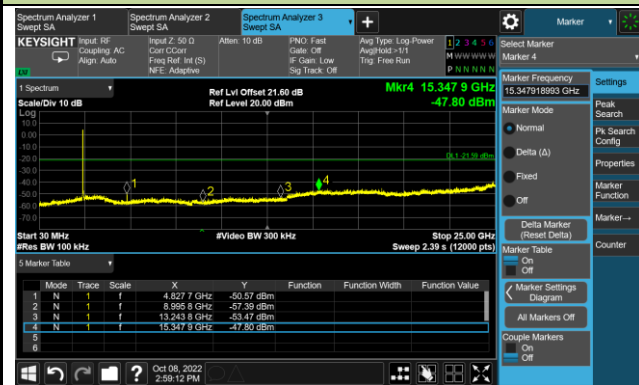 Spectrum Analyzer 1
Swept SA
Spectrum Analyzer 2
Swept SA
Spectrum Analyzer 3
Swept SA
Marker
KEYSIGHT
Input: RF
Coupling: AC
Align: Auto
Input Z: 50 Ω
Corr CCorr
Freq Ref: Int (S)
NFE: Adaptive
Atten: 10 dB
PNO: Fast
Gate: Off
IF Gain: Low
Sig Track: Off
Avg Type: Log-Power
Avg|Hold:>1/1
Trig: Free Run
1 2 3 4 5 6
M W W W W W
P N N N N N
LXI
Select Marker
Marker 4
1 Spectrum
Scale/Div 10 dB
Ref Lvl Offset 21.60 dB
Ref Level 20.00 dBm
Mkr4 15.347 9 GHz
-47.80 dBm
Log
10.0
0.00
-10.0
-20.0
-30.0
-40.0
-50.0
-60.0
-70.0
DL1 -21.59 dBm
1
2
3
4
Start 30 MHz
#Res BW 100 kHz
#Video BW 300 kHz
Stop 25.00 GHz
Sweep 2.39 s (12000 pts)
5 Marker Table
Mode Trace Scale X Y Function Function Width Function Value
1 N 1 f 4.827 7 GHz -50.57 dBm
2 N 1 f 8.995 8 GHz -57.39 dBm
3 N 1 f 13.243 8 GHz -53.47 dBm
4 N 1 f 15.347 9 GHz -47.80 dBm
5
6
Marker Frequency
15.347918993 GHz
Marker Mode
Normal
Delta (Δ)
Fixed
Off
Delta Marker
(Reset Delta)
Marker Table
On
Off
Marker Settings
Diagram
All Markers Off
Couple Markers
On
Off
Settings
Peak
Search
Pk Search
Config
Properties
Marker
Function
Marker→
Counter
Oct 08, 2022
2:59:12 PM